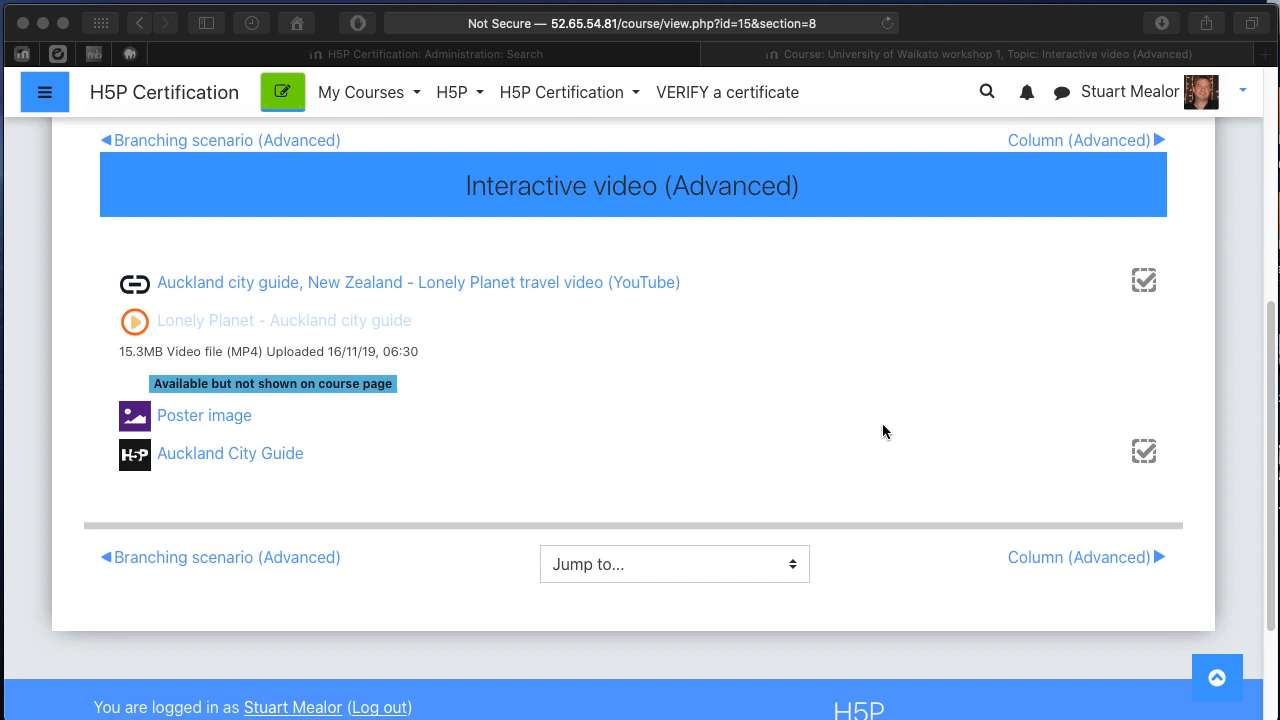 Not Secure — 52.65.54.81/course/view.php?id=15&section=8
H5P Certification: Administration: Search
Course: University of Waikato workshop 1, Topic: Interactive video (Advanced)
H5P Certification
My Courses
H5P
H5P Certification
VERIFY a certificate
Stuart Mealor
◀Branching scenario (Advanced)
Column (Advanced)▶
Interactive video (Advanced)
Auckland city guide, New Zealand - Lonely Planet travel video (YouTube)
Lonely Planet - Auckland city guide
15.3MB Video file (MP4) Uploaded 16/11/19, 06:30
Available but not shown on course page
Poster image
H5P Auckland City Guide
◀Branching scenario (Advanced)
Jump to...
Column (Advanced)▶
You are logged in as Stuart Mealor (Log out)
H5P